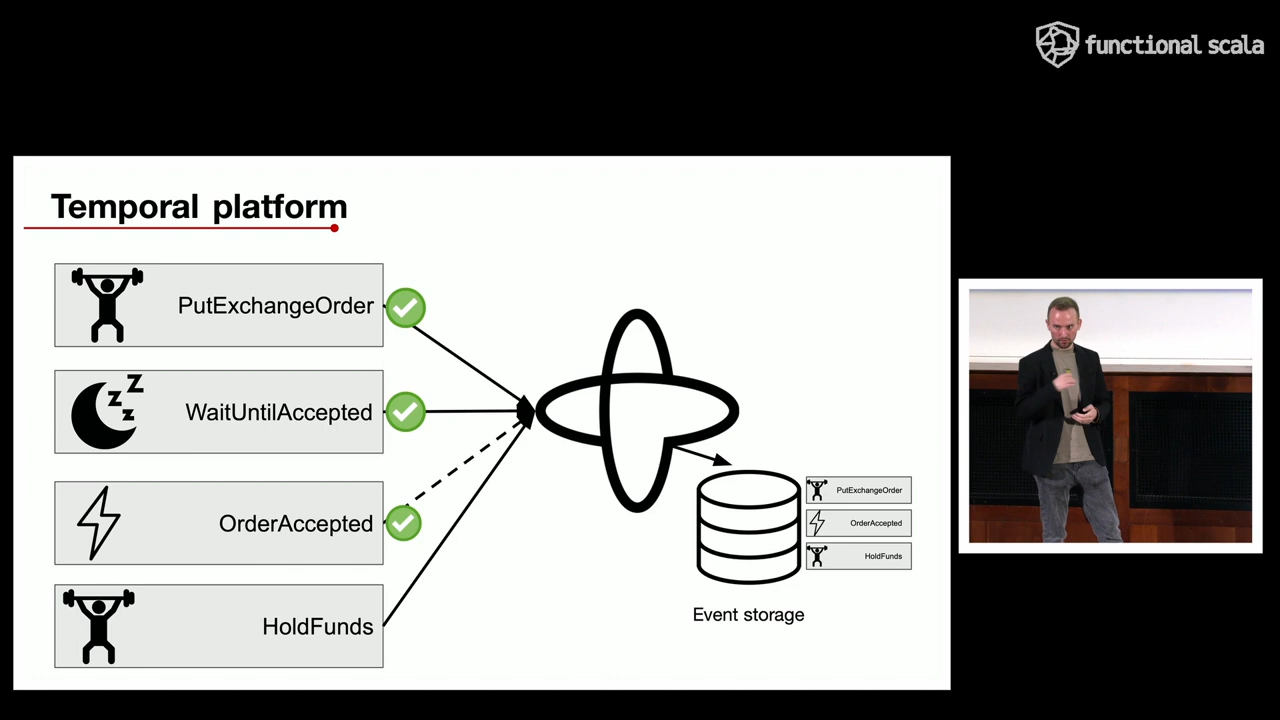 functional scala
Temporal platform
PutExchangeOrder
Z
Z
z
WaitUntilAccepted
OrderAccepted
HoldFunds
PutExchangeOrder
OrderAccepted
HoldFunds
Event storage